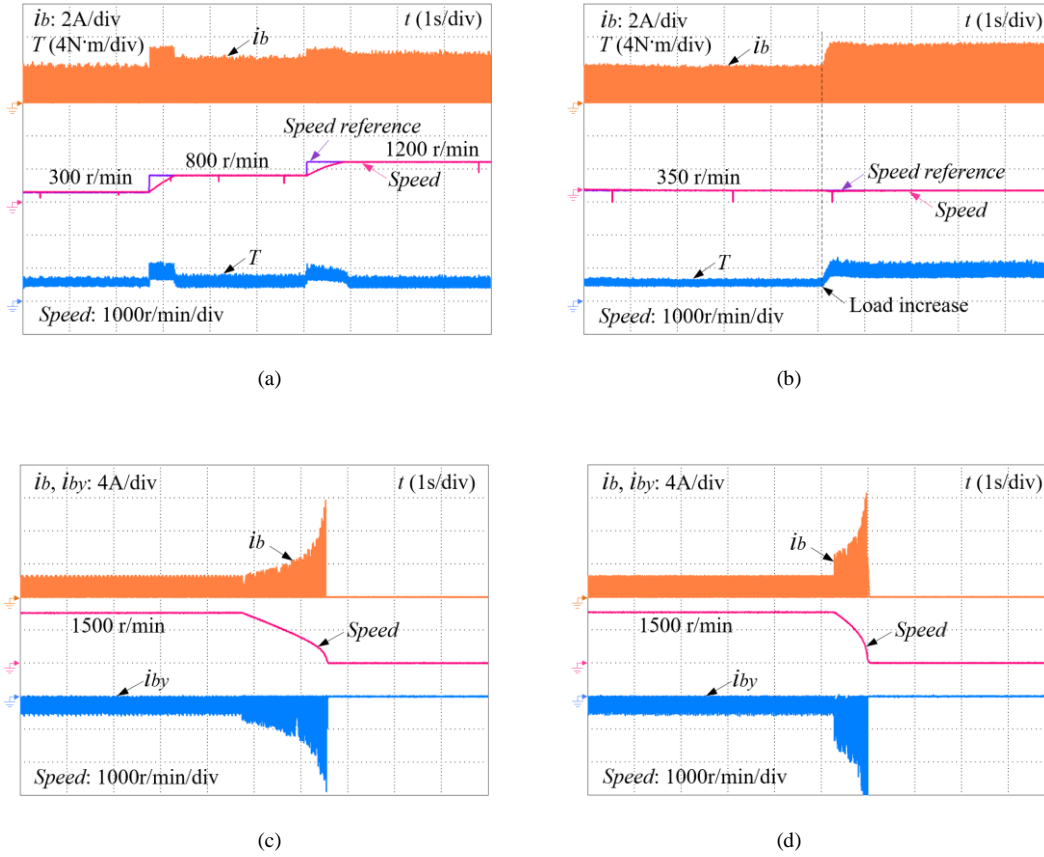 ib: 2A/div
t (1s/div)
T (4N·m/div)
ib
Speed reference
300 r/min
800 r/min
1200 r/min
Speed
T
Speed: 1000r/min/div
(a)
ib: 2A/div
t (1s/div)
T (4N·m/div)
ib
350 r/min
Speed reference
Speed
T
Load increase
Speed: 1000r/min/div
(b)
ib, iby: 4A/div
t (1s/div)
ib
1500 r/min
Speed
iby
Speed: 1000r/min/div
(c)
ib, iby: 4A/div
t (1s/div)
ib
1500 r/min
Speed
iby
Speed: 1000r/min/div
(d)